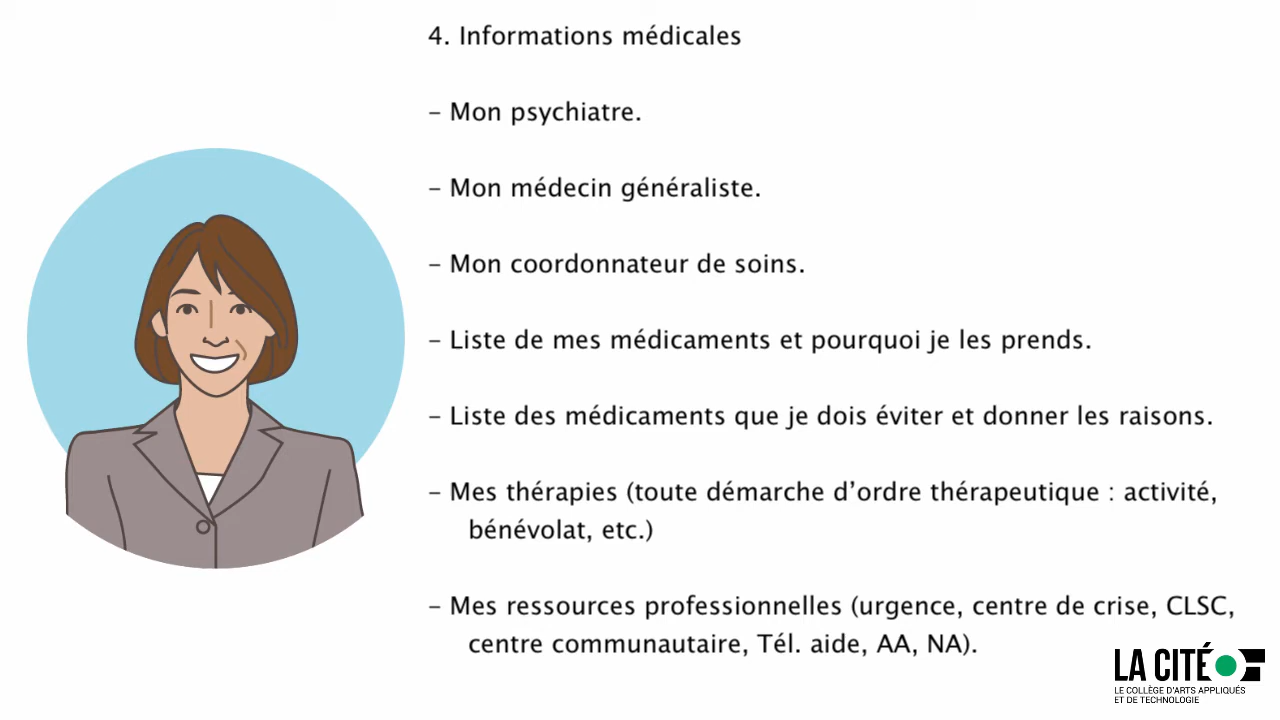 4. Informations médicales
– Mon psychiatre.
– Mon médecin généraliste.
– Mon coordonnateur de soins.
– Liste de mes médicaments et pourquoi je les prends.
– Liste des médicaments que je dois éviter et donner les raisons.
– Mes thérapies (toute démarche d’ordre thérapeutique : activité,
bénévolat, etc.)
– Mes ressources professionnelles (urgence, centre de crise, CLSC,
centre communautaire, Tél. aide, AA, NA).
LA CITÉ
LE COLLÈGE D'ARTS APPLIQUÉS
ET DE TECHNOLOGIE